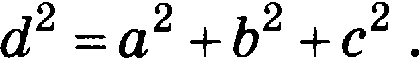 d² = a² + b² + c² .